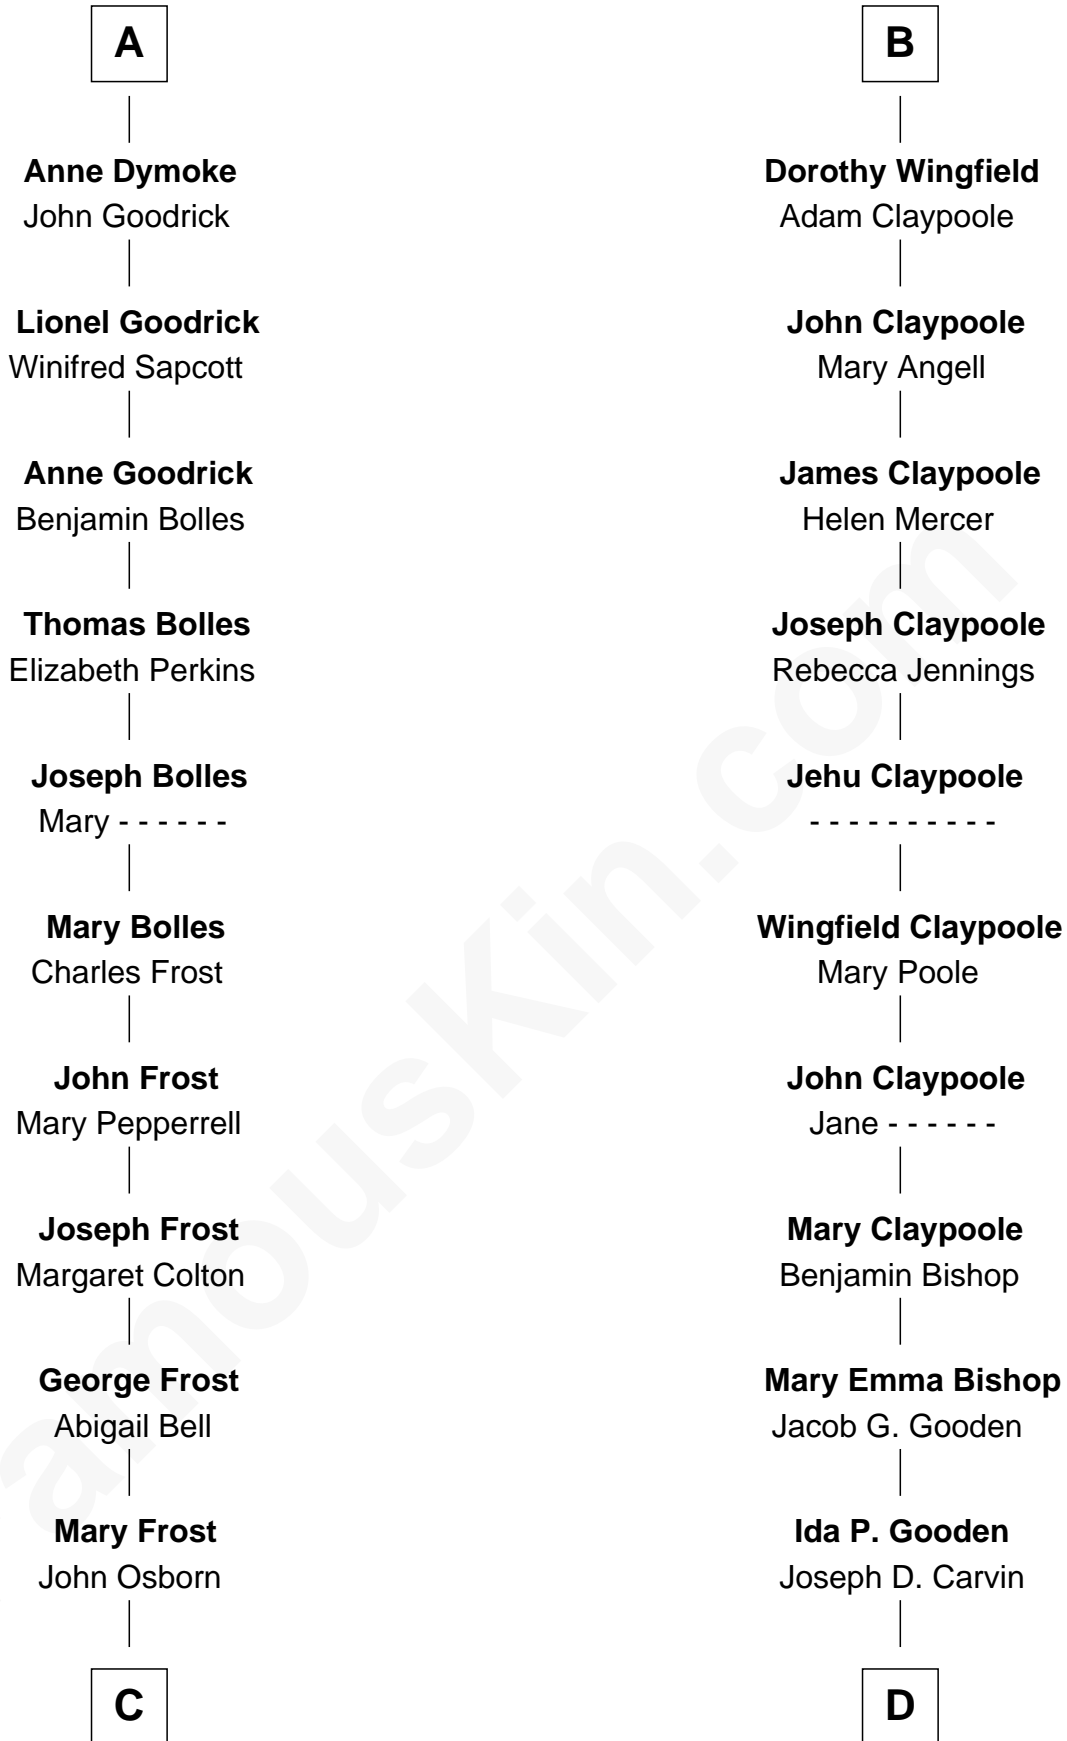 A
Anne Dymoke
John Goodrick
Lionel Goodrick
Winifred Sapcott
Anne Goodrick
Benjamin Bolles
Thomas Bolles
Elizabeth Perkins
Joseph Bolles
Mary - - - - - -
Mary Bolles
Charles Frost
John Frost
Mary Pepperrell
Joseph Frost
Margaret Colton
George Frost
Abigail Bell
Mary Frost
John Osborn
C
B
Dorothy Wingfield
Adam Claypoole
John Claypoole
Mary Angell
James Claypoole
Helen Mercer
Joseph Claypoole
Rebecca Jennings
Jehu Claypoole
- - - - - - - - - -
Wingfield Claypoole
Mary Poole
John Claypoole
Jane - - - - - -
Mary Claypoole
Benjamin Bishop
Mary Emma Bishop
Jacob G. Gooden
Ida P. Gooden
Joseph D. Carvin
D
amousKin.com